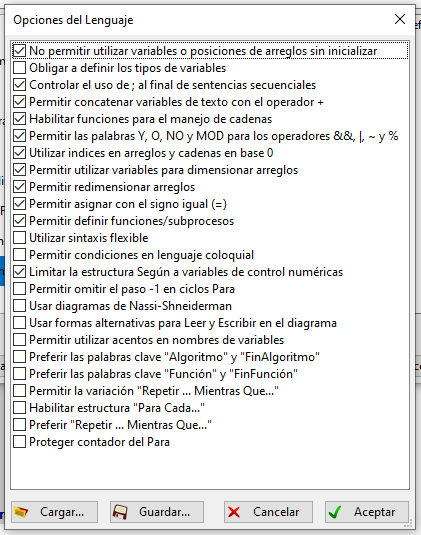 Opciones del Lenguaje
No permitir utilizar variables o posiciones de arreglos sin inicializar
Obligar a definir los tipos de variables
Controlar el uso de ; al final de sentencias secuenciales
Permitir concatenar variables de texto con el operador +
Habilitar funciones para el manejo de cadenas
Permitir las palabras Y, O, NO y MOD para los operadores &&, |, ~ y %
Utilizar indices en arreglos y cadenas en base 0
Permitir utilizar variables para dimensionar arreglos
Permitir redimensionar arreglos
Permitir asignar con el signo igual (=)
Permitir definir funciones/subprocesos
Utilizar sintaxis flexible
Permitir condiciones en lenguaje coloquial
Limitar la estructura Según a variables de control numéricas
Permitir omitir el paso -1 en ciclos Para
Usar diagramas de Nassi-Shneiderman
Usar formas alternativas para Leer y Escribir en el diagrama
Permitir utilizar acentos en nombres de variables
Preferir las palabras clave "Algoritmo" y "FinAlgoritmo"
Preferir las palabras clave "Función" y "FinFunción"
Permitir la variación "Repetir ... Mientras Que..."
Habilitar estructura "Para Cada..."
Preferir "Repetir ... Mientras Que..."
Proteger contador del Para
Cargar... Guardar... Cancelar Aceptar